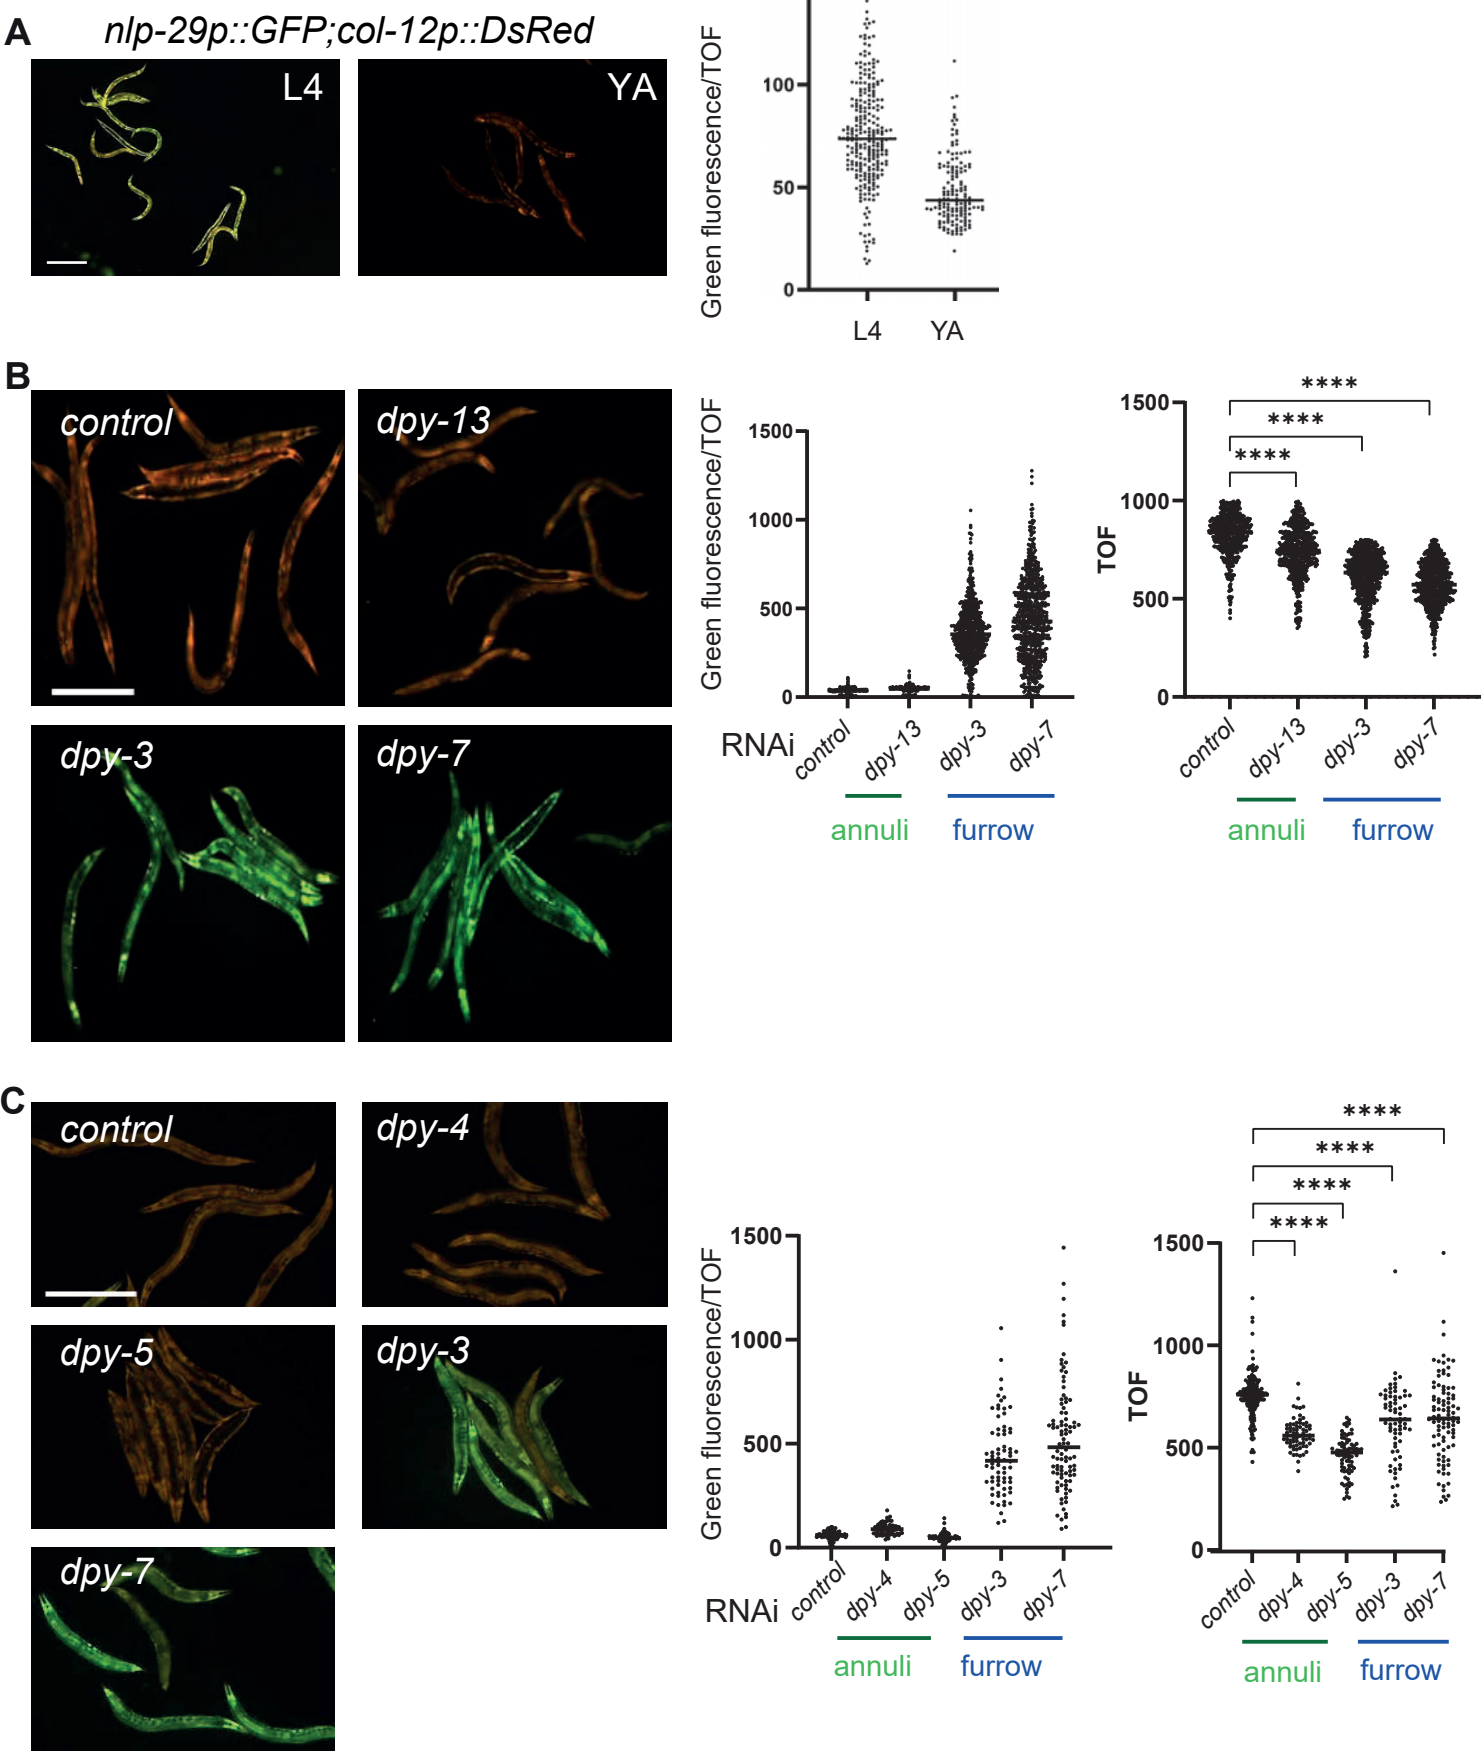 A
nlp-29p::GFP;col-12p::DsRed
L4
YA
Green fluorescence/TOF
100
50
0
L4
YA
B
control
dpy-13
dpy-3
dpy-7
Green fluorescence/TOF
1500
1000
500
0
RNAi
control
dpy-13
dpy-3
dpy-7
annuli
furrow
TOF
1500
1000
500
0
****
****
****
control
dpy-13
dpy-3
dpy-7
annuli
furrow
C
control
dpy-4
dpy-5
dpy-3
dpy-7
Green fluorescence/TOF
1500
1000
500
0
RNAi
control
dpy-4
dpy-5
dpy-3
dpy-7
annuli
furrow
TOF
1500
1000
500
0
****
****
****
****
control
dpy-4
dpy-5
dpy-3
dpy-7
annuli
furrow